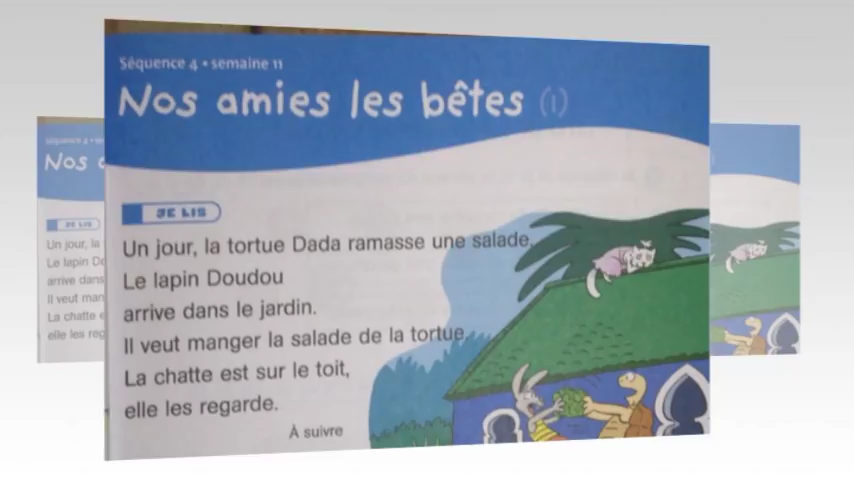 Séquence 4 • semaine 11
Nos amies les bêtes (1)
JE LIS
Un jour, la tortue Dada ramasse une salade.
Le lapin Doudou
arrive dans le jardin.
Il veut manger la salade de la tortue.
La chatte est sur le toit,
elle les regarde.
À suivre